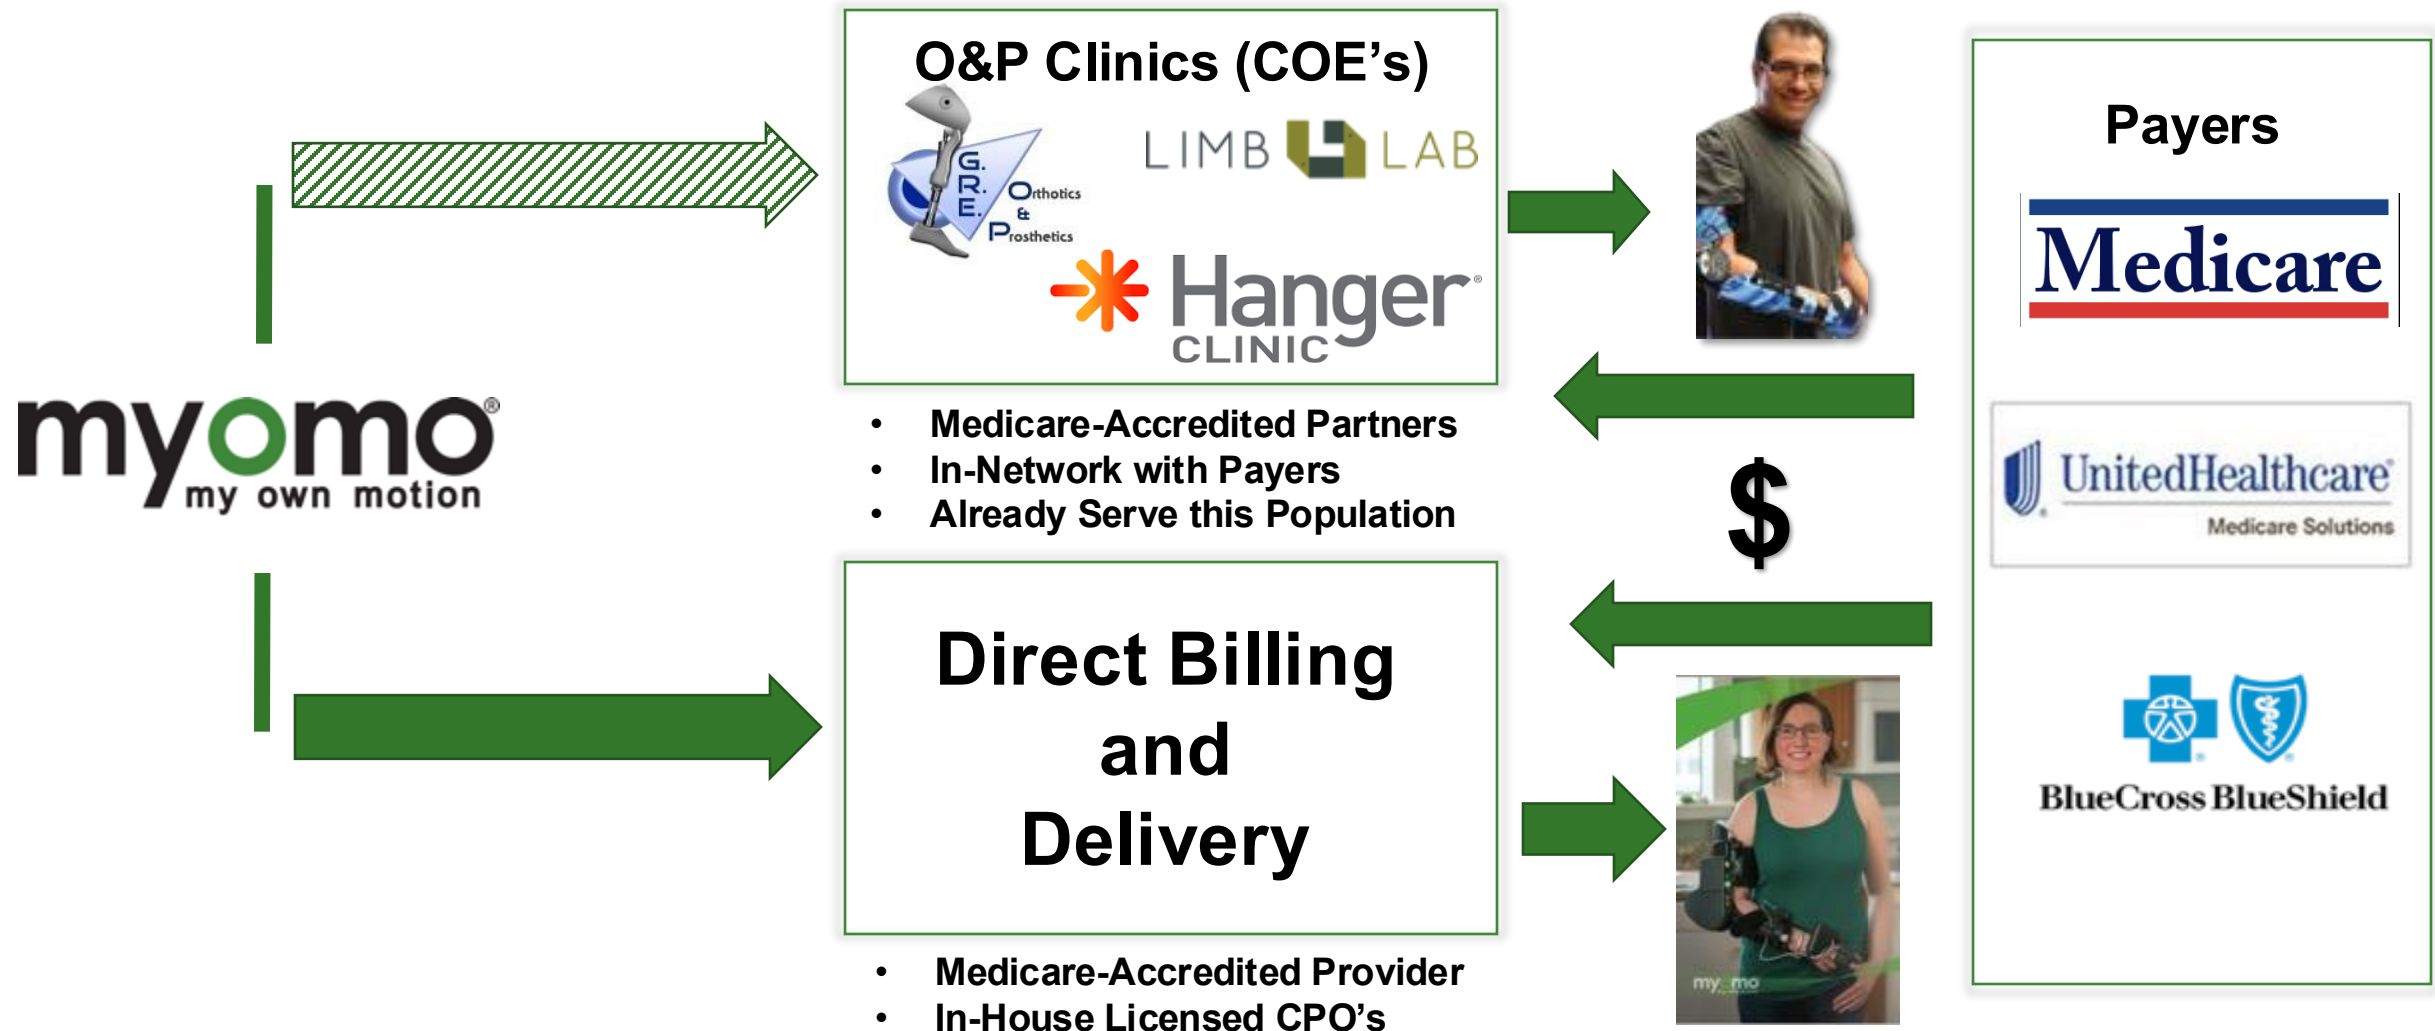 O&P Clinics (COE’s)
G.
R.
E.
Orthotics
&
Prosthetics
LIMB LAB
Hanger®
CLINIC
myomo®
my own motion
• Medicare-Accredited Partners
• In-Network with Payers
• Already Serve this Population
Direct Billing
and
Delivery
• Medicare-Accredited Provider
• In-House Licensed CPO’s
$
my mo
Payers
Medicare
UnitedHealthcare®
Medicare Solutions
BlueCross BlueShield